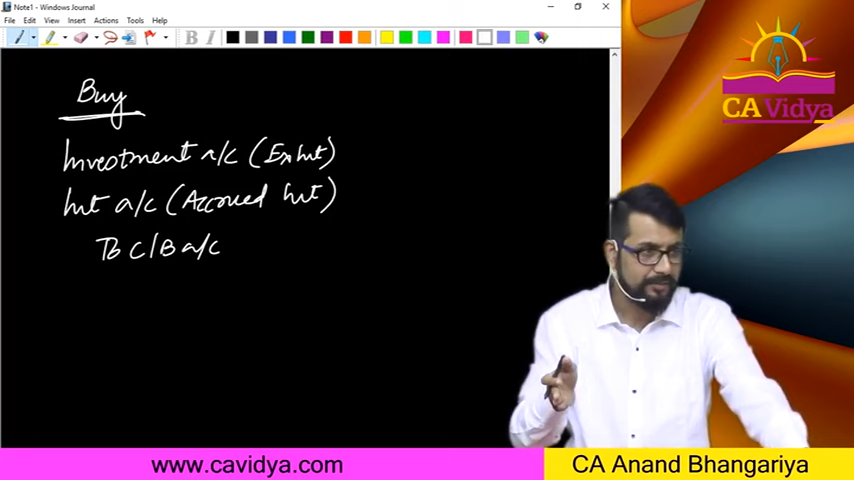 Note1 - Windows Journal
File Edit View Insert Actions Tools Help
B I
Buy
Investment a/c (Ex Int)
Int a/c (Accrued Int)
To C/B a/c
CA Vidya
www.cavidya.com
CA Anand Bhangariya